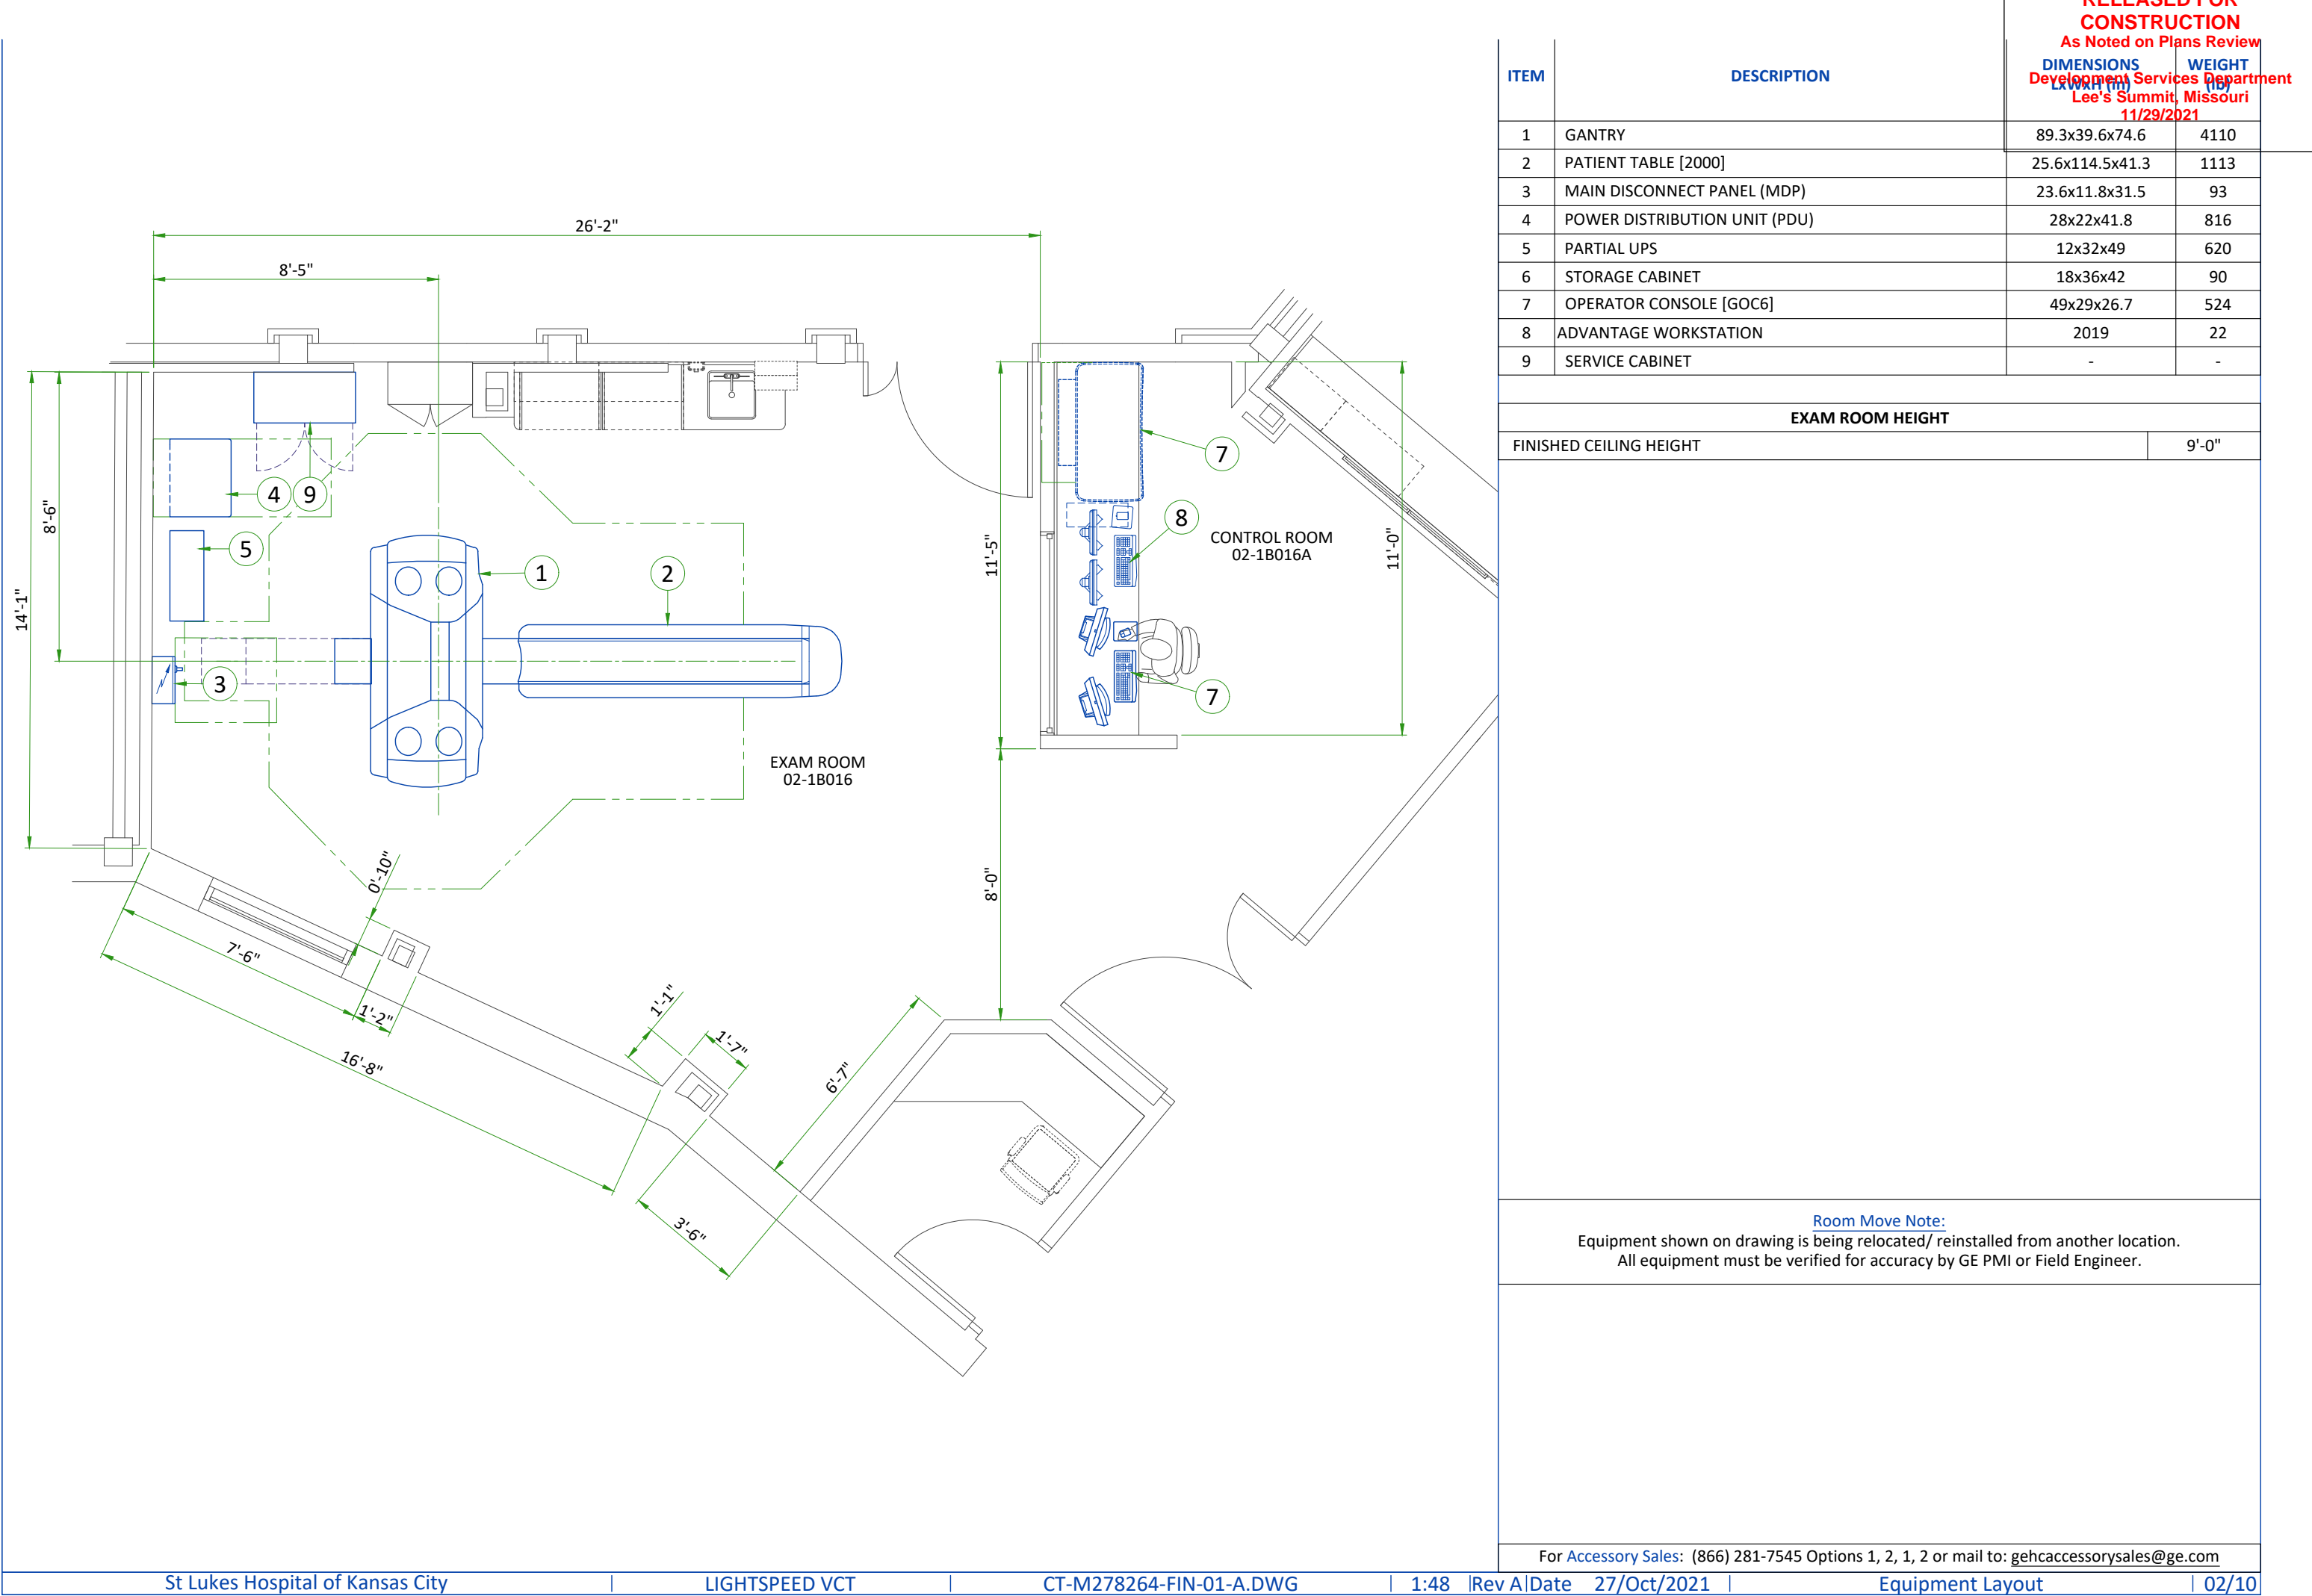 RELEASED FOR
CONSTRUCTION
As Noted on Plans Review
Development Services Department
Lee's Summit, Missouri
11/29/2021
ITEM DESCRIPTION DIMENSIONS LxWxH (in) WEIGHT (lb)
1 GANTRY 89.3x39.6x74.6 4110
2 PATIENT TABLE [2000] 25.6x114.5x41.3 1113
3 MAIN DISCONNECT PANEL (MDP) 23.6x11.8x31.5 93
4 POWER DISTRIBUTION UNIT (PDU) 28x22x41.8 816
5 PARTIAL UPS 12x32x49 620
6 STORAGE CABINET 18x36x42 90
7 OPERATOR CONSOLE [GOC6] 49x29x26.7 524
8 ADVANTAGE WORKSTATION 2019 22
9 SERVICE CABINET - -
EXAM ROOM HEIGHT
FINISHED CEILING HEIGHT 9'-0"
26'-2"
8'-5"
14'-1"
8'-6"
4
9
5
1
2
3
7
8
7
11'-5"
11'-0"
CONTROL ROOM
02-1B016A
EXAM ROOM
02-1B016
8'-0"
0'-10"
7'-6"
1'-2"
16'-8"
1'-1"
1'-7"
6'-7"
3'-6"
Room Move Note:
Equipment shown on drawing is being relocated/ reinstalled from another location.
All equipment must be verified for accuracy by GE PMI or Field Engineer.
For Accessory Sales: (866) 281-7545 Options 1, 2, 1, 2 or mail to: gehcaccessorysales@ge.com
St Lukes Hospital of Kansas City LIGHTSPEED VCT CT-M278264-FIN-01-A.DWG 1:48 Rev A Date 27/Oct/2021 Equipment Layout 02/10